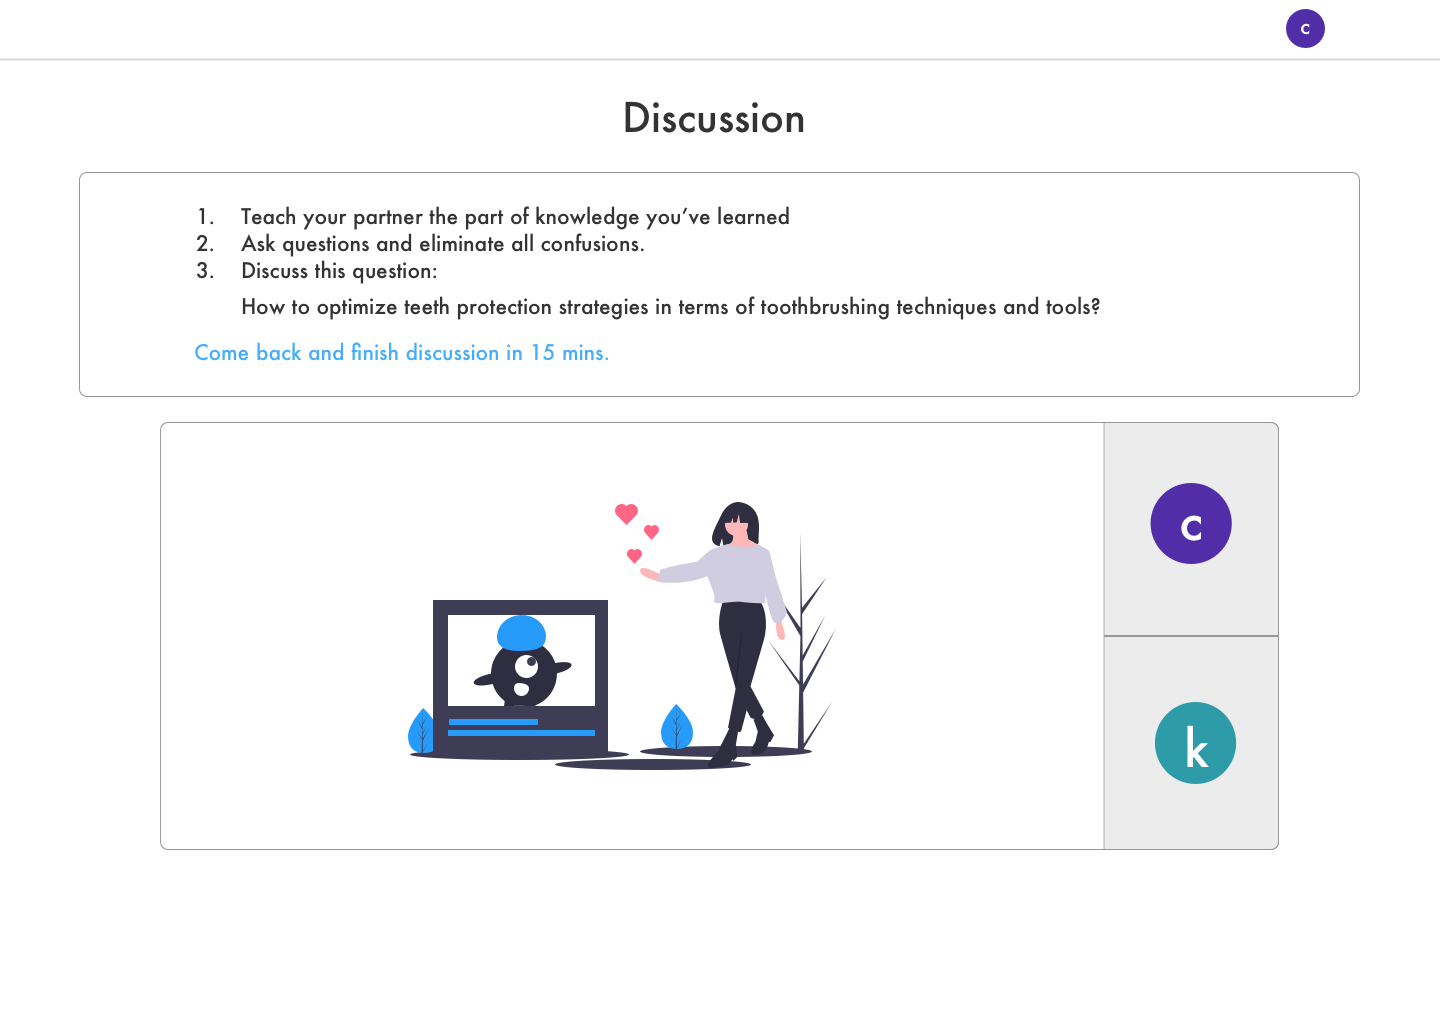 c
Discussion
1. Teach your partner the part of knowledge you’ve learned
2. Ask questions and eliminate all confusions.
3. Discuss this question:
How to optimize teeth protection strategies in terms of toothbrushing techniques and tools?
Come back and finish discussion in 15 mins.
c
k